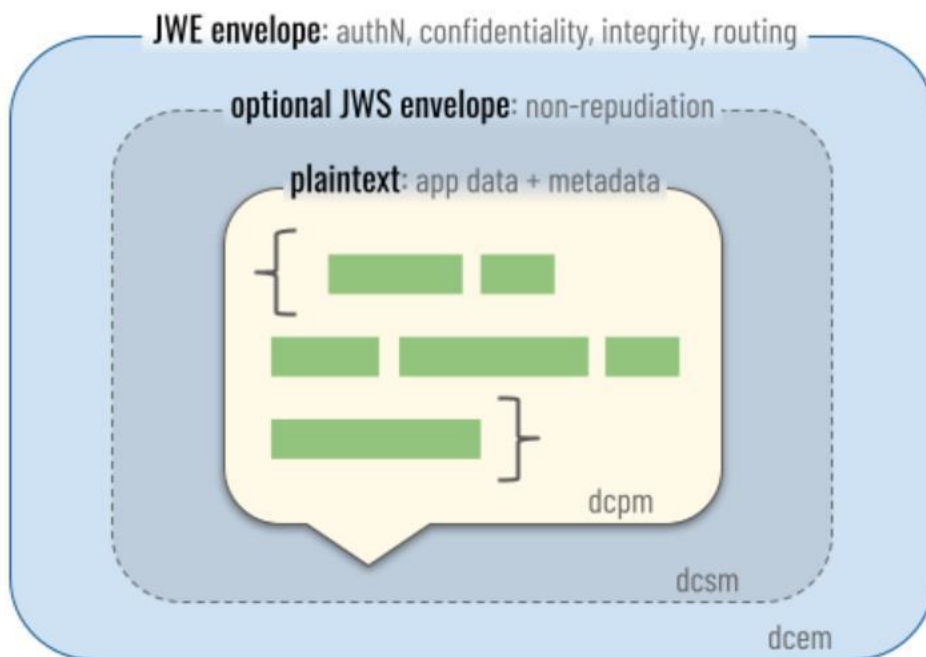 JWE envelope: authN, confidentiality, integrity, routing
optional JWS envelope: non-repudiation
plaintext: app data + metadata
{
}
dcpm
dcsm
dcem